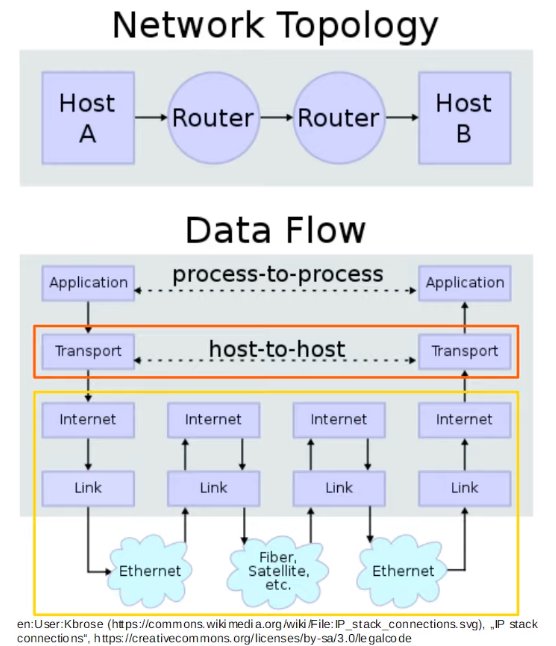 Network Topology
Host
A
Router
Router
Host
B
Data Flow
Application
process-to-process
Application
Transport
host-to-host
Transport
Internet
Internet
Internet
Internet
Link
Link
Link
Link
Ethernet
Fiber,
Satellite,
etc.
Ethernet
en:User:Kbrose (https://commons.wikimedia.org/wiki/File:IP_stack_connections.svg), „IP stack
connections“, https://creativecommons.org/licenses/by-sa/3.0/legalcode